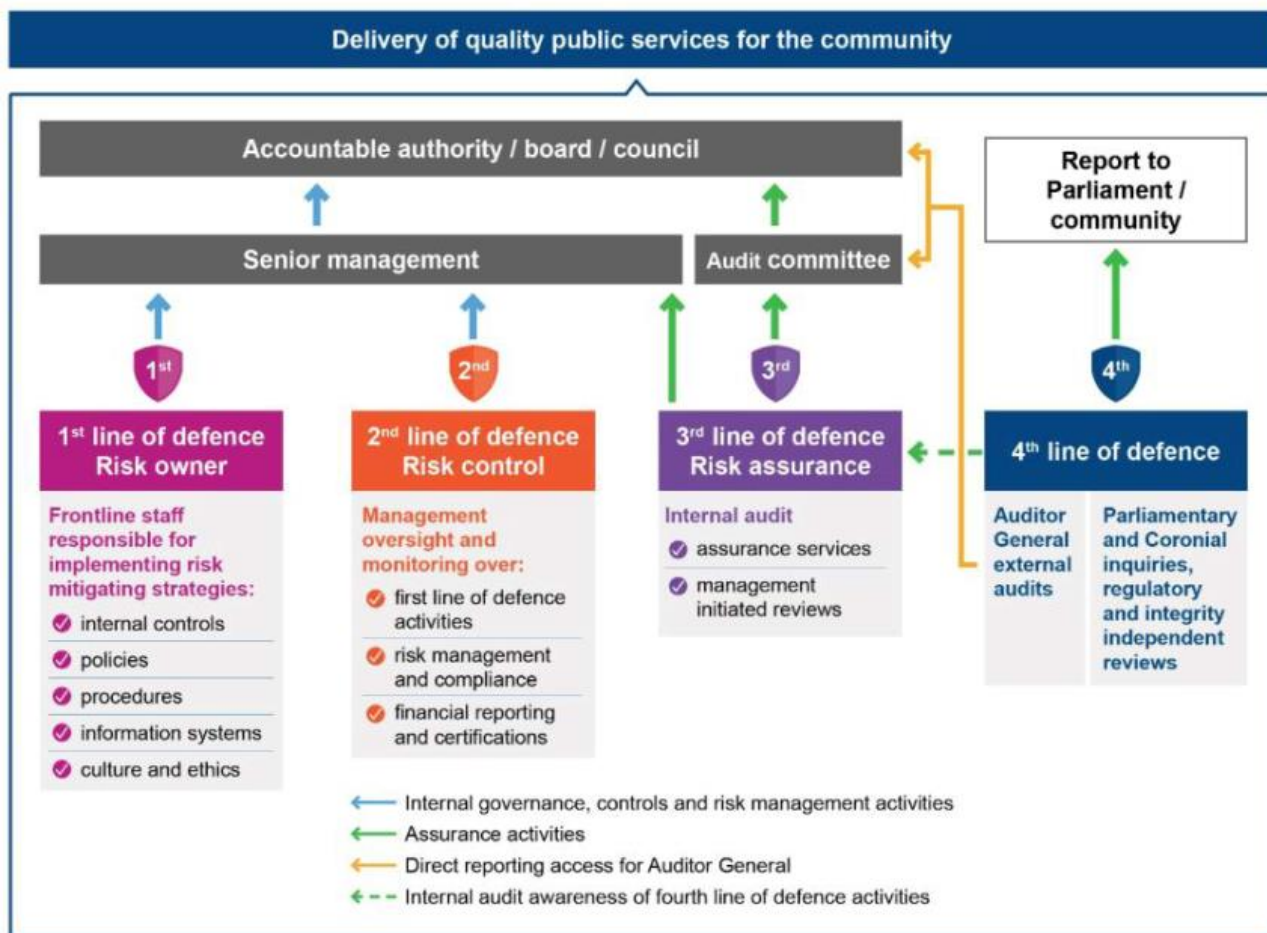 Delivery of quality public services for the community
Accountable authority / board / council
Report to
Parliament /
community
Senior management
Audit committee
1st
2nd
3rd
4th
1st line of defence
Risk owner
2nd line of defence
Risk control
3rd line of defence
Risk assurance
4th line of defence
Frontline staff
responsible for
implementing risk
mitigating strategies:
internal controls
policies
procedures
information systems
culture and ethics
Management
oversight and
monitoring over:
first line of defence
activities
risk management
and compliance
financial reporting
and certifications
Internal audit
assurance services
management
initiated reviews
Auditor
General
external
audits
Parliamentary
and Coronial
inquiries,
regulatory
and integrity
independent
reviews
Internal governance, controls and risk management activities
Assurance activities
Direct reporting access for Auditor General
Internal audit awareness of fourth line of defence activities